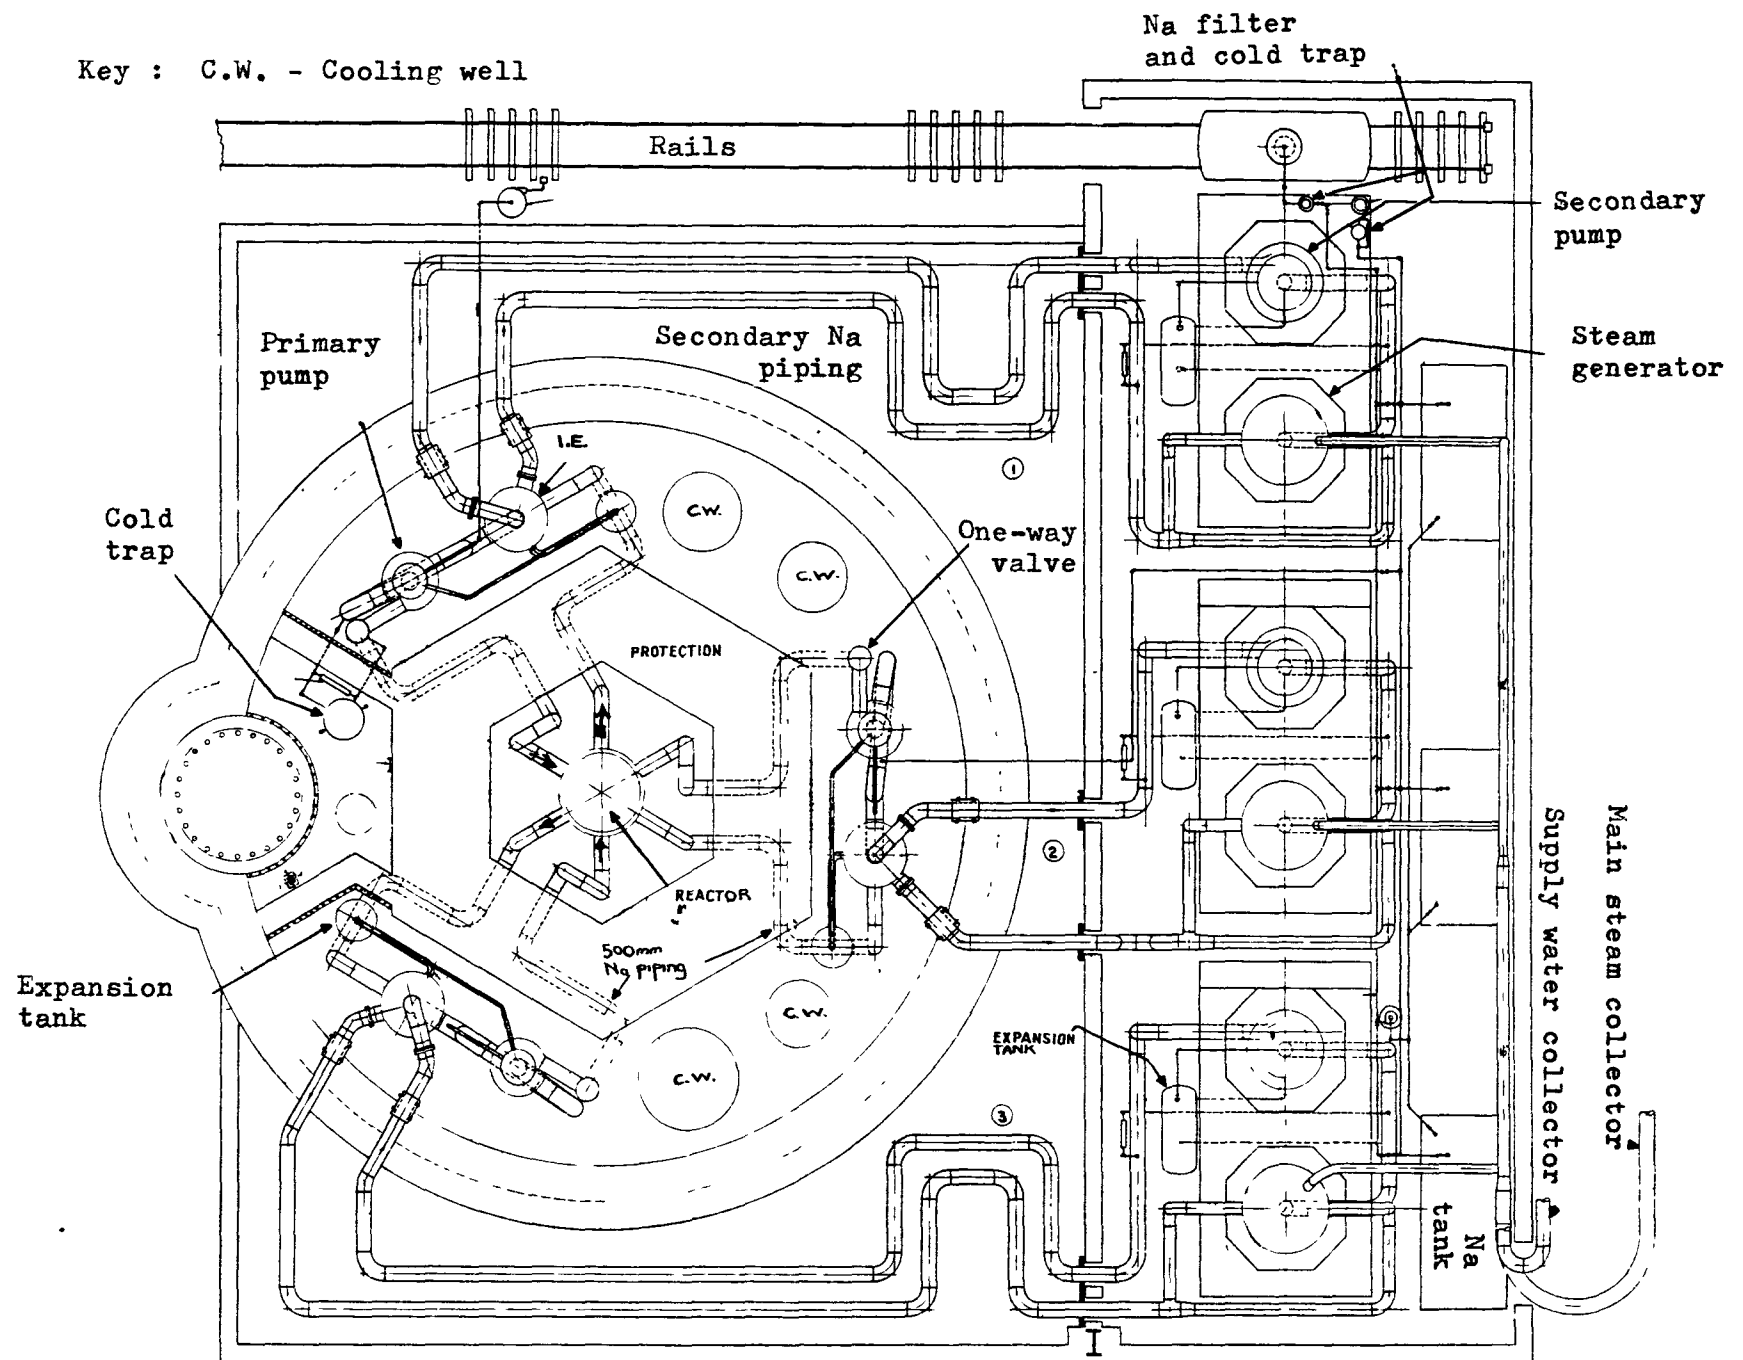 Na filter
and cold trap
Key : C.W. - Cooling well
Rails
Secondary
pump
Primary
pump
Secondary Na
piping
Steam
generator
I.E.
1
C.W.
Cold
trap
One-way
valve
C.W.
PROTECTION
2
REACTOR
500mm
Na piping
Expansion
tank
C.W.
EXPANSION
TANK
C.W.
3
Supply water collector
Main steam collector
Na
tank